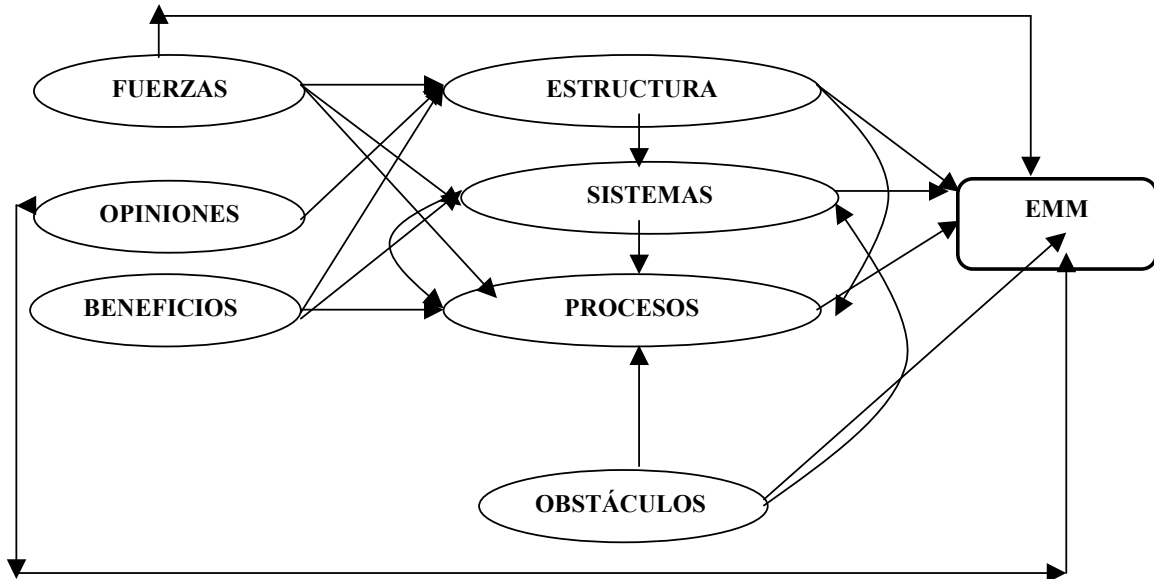 FUERZAS
ESTRUCTURA
OPINIONES
SISTEMAS
EMM
BENEFICIOS
PROCESOS
OBSTÁCULOS